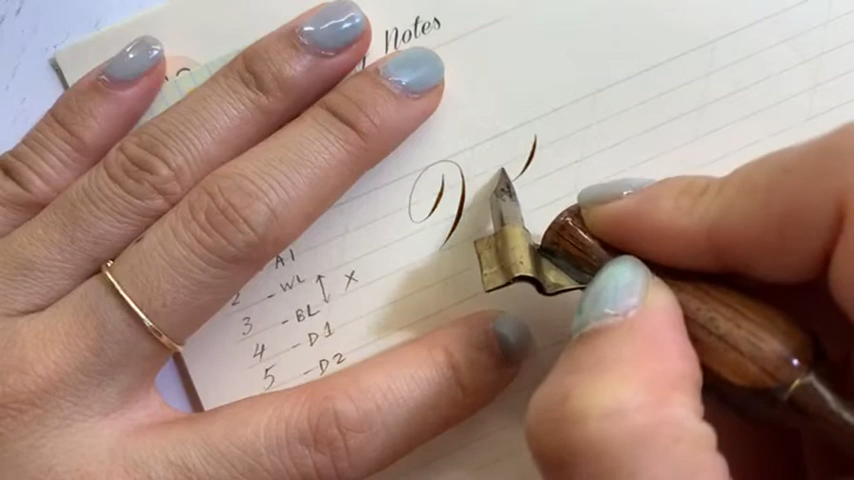 Notes
A1
2 - WL ↕ X
3 - BL
4 - D1
5 - D2